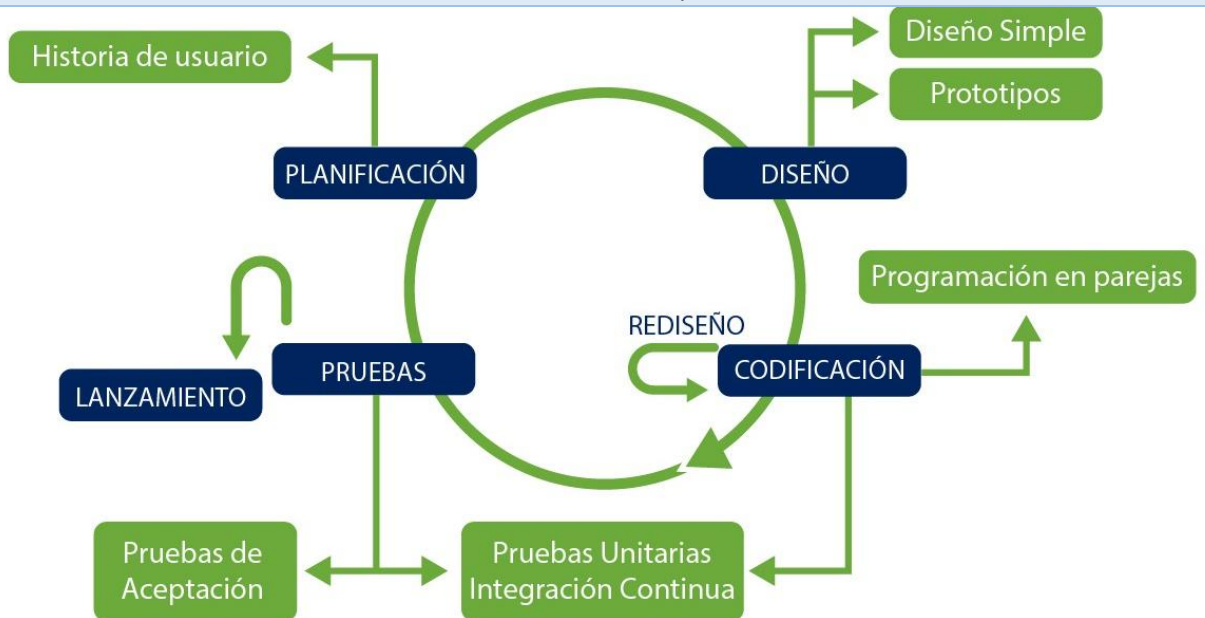 Historia de usuario
Diseño Simple
Prototipos
PLANIFICACIÓN
DISEÑO
Programación en parejas
REDISEÑO
CODIFICACIÓN
PRUEBAS
LANZAMIENTO
Pruebas de
Aceptación
Pruebas Unitarias
Integración Continua